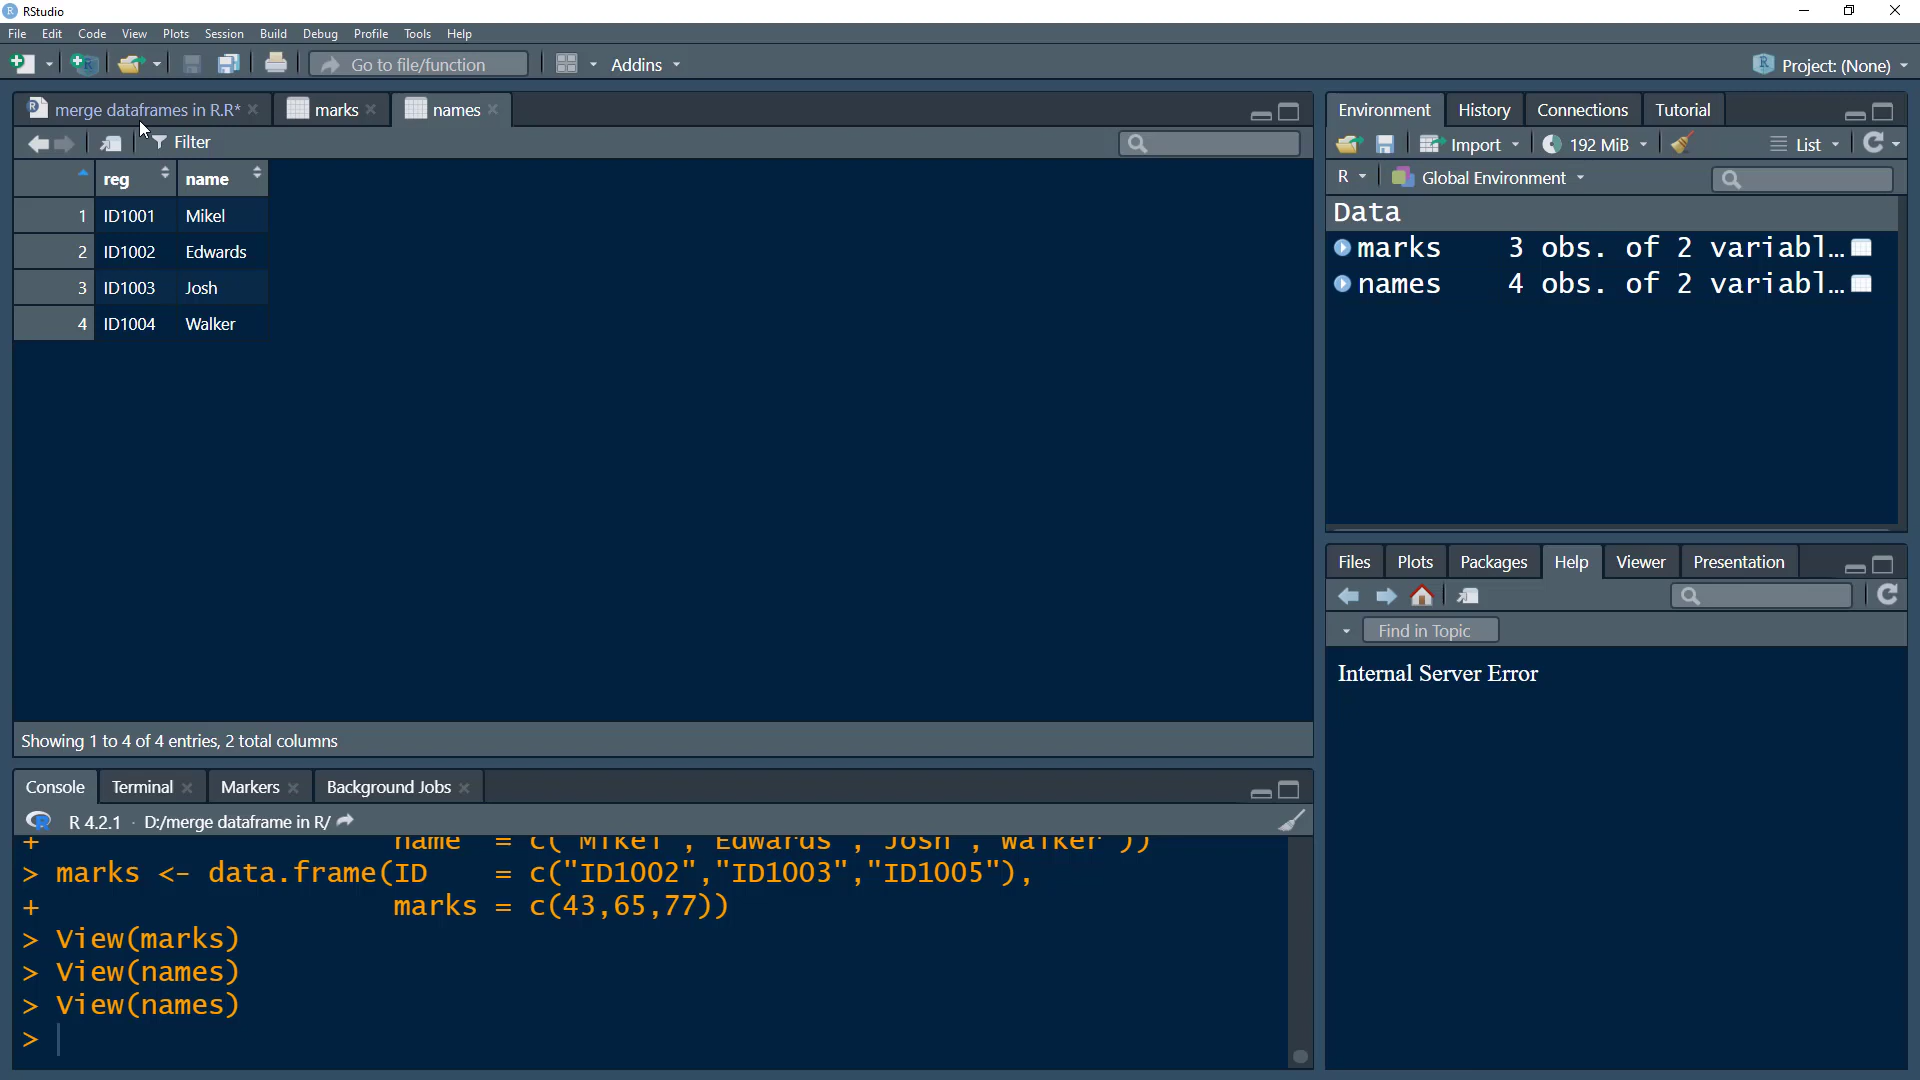 RStudio
File Edit Code View Plots Session Build Debug Profile Tools Help
Go to file/function Addins Project: (None)
merge dataframes in R.R* marks names
Filter
reg name
1 ID1001 Mikel
2 ID1002 Edwards
3 ID1003 Josh
4 ID1004 Walker
Showing 1 to 4 of 4 entries, 2 total columns
Console Terminal Markers Background Jobs
R 4.2.1 · D:/merge dataframe in R/
+ name = c("Mikel","Edwards","Josh","Walker"))
> marks <- data.frame(ID = c("ID1002","ID1003","ID1005"),
+ marks = c(43,65,77))
> View(marks)
> View(names)
> View(names)
>
Environment History Connections Tutorial
Import 192 MiB List
R Global Environment
Data
marks 3 obs. of 2 variabl…
names 4 obs. of 2 variabl…
Files Plots Packages Help Viewer Presentation
Find in Topic
Internal Server Error